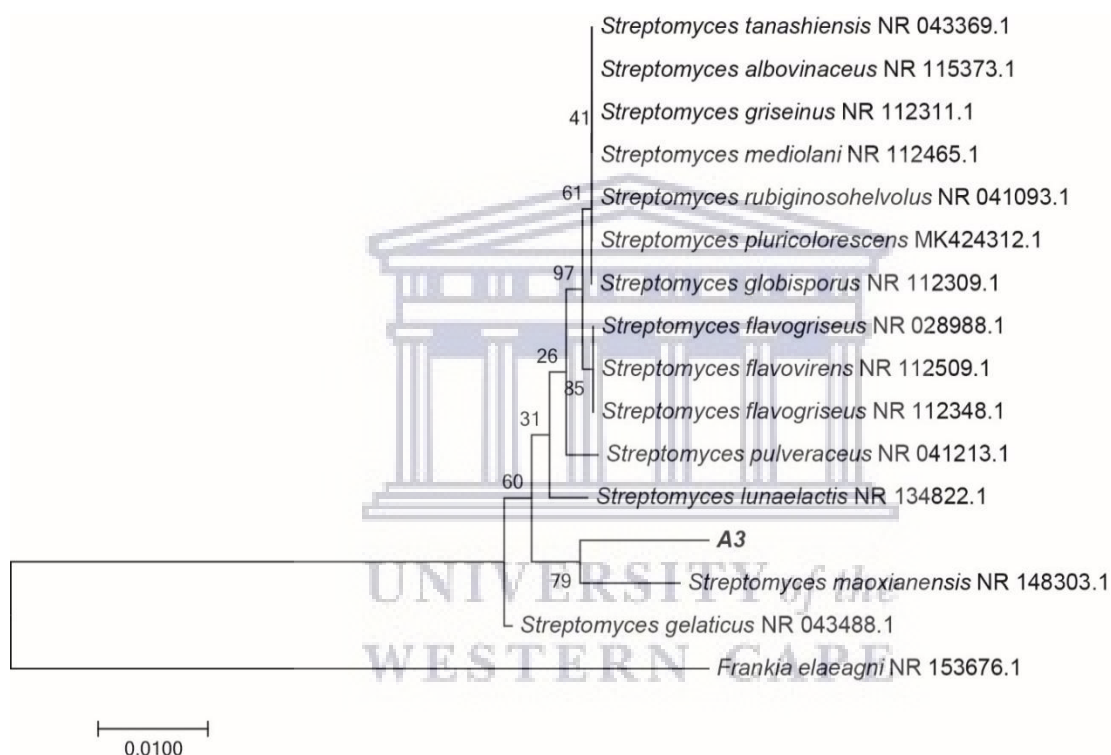 Streptomyces tanashiensis NR 043369.1
Streptomyces albovinaceus NR 115373.1
41
Streptomyces griseinus NR 112311.1
Streptomyces mediolani NR 112465.1
61
Streptomyces rubiginosohelvolus NR 041093.1
Streptomyces pluricolorescens MK424312.1
97
Streptomyces globisporus NR 112309.1
Streptomyces flavogriseus NR 028988.1
26
Streptomyces flavovirens NR 112509.1
85
Streptomyces flavogriseus NR 112348.1
31
Streptomyces pulveraceus NR 041213.1
60
Streptomyces lunaelactis NR 134822.1
A3
79
Streptomyces maoxianensis NR 148303.1
UNIVERSITY of the
Streptomyces gelaticus NR 043488.1
WESTERN CAPE
Frankia elaeagni NR 153676.1
0.0100